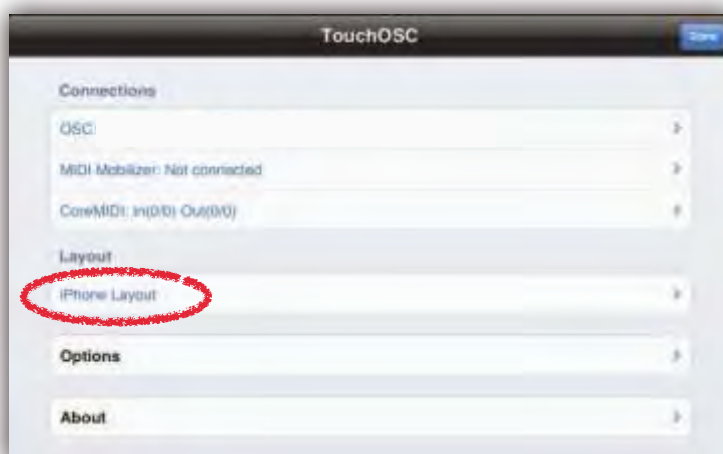 TouchOSC
Done
Connections
OSC:
MIDI Mobilizer: Not connected
CoreMIDI: In(0/0) Out(0/0)
Layout
iPhone Layout
Options
About